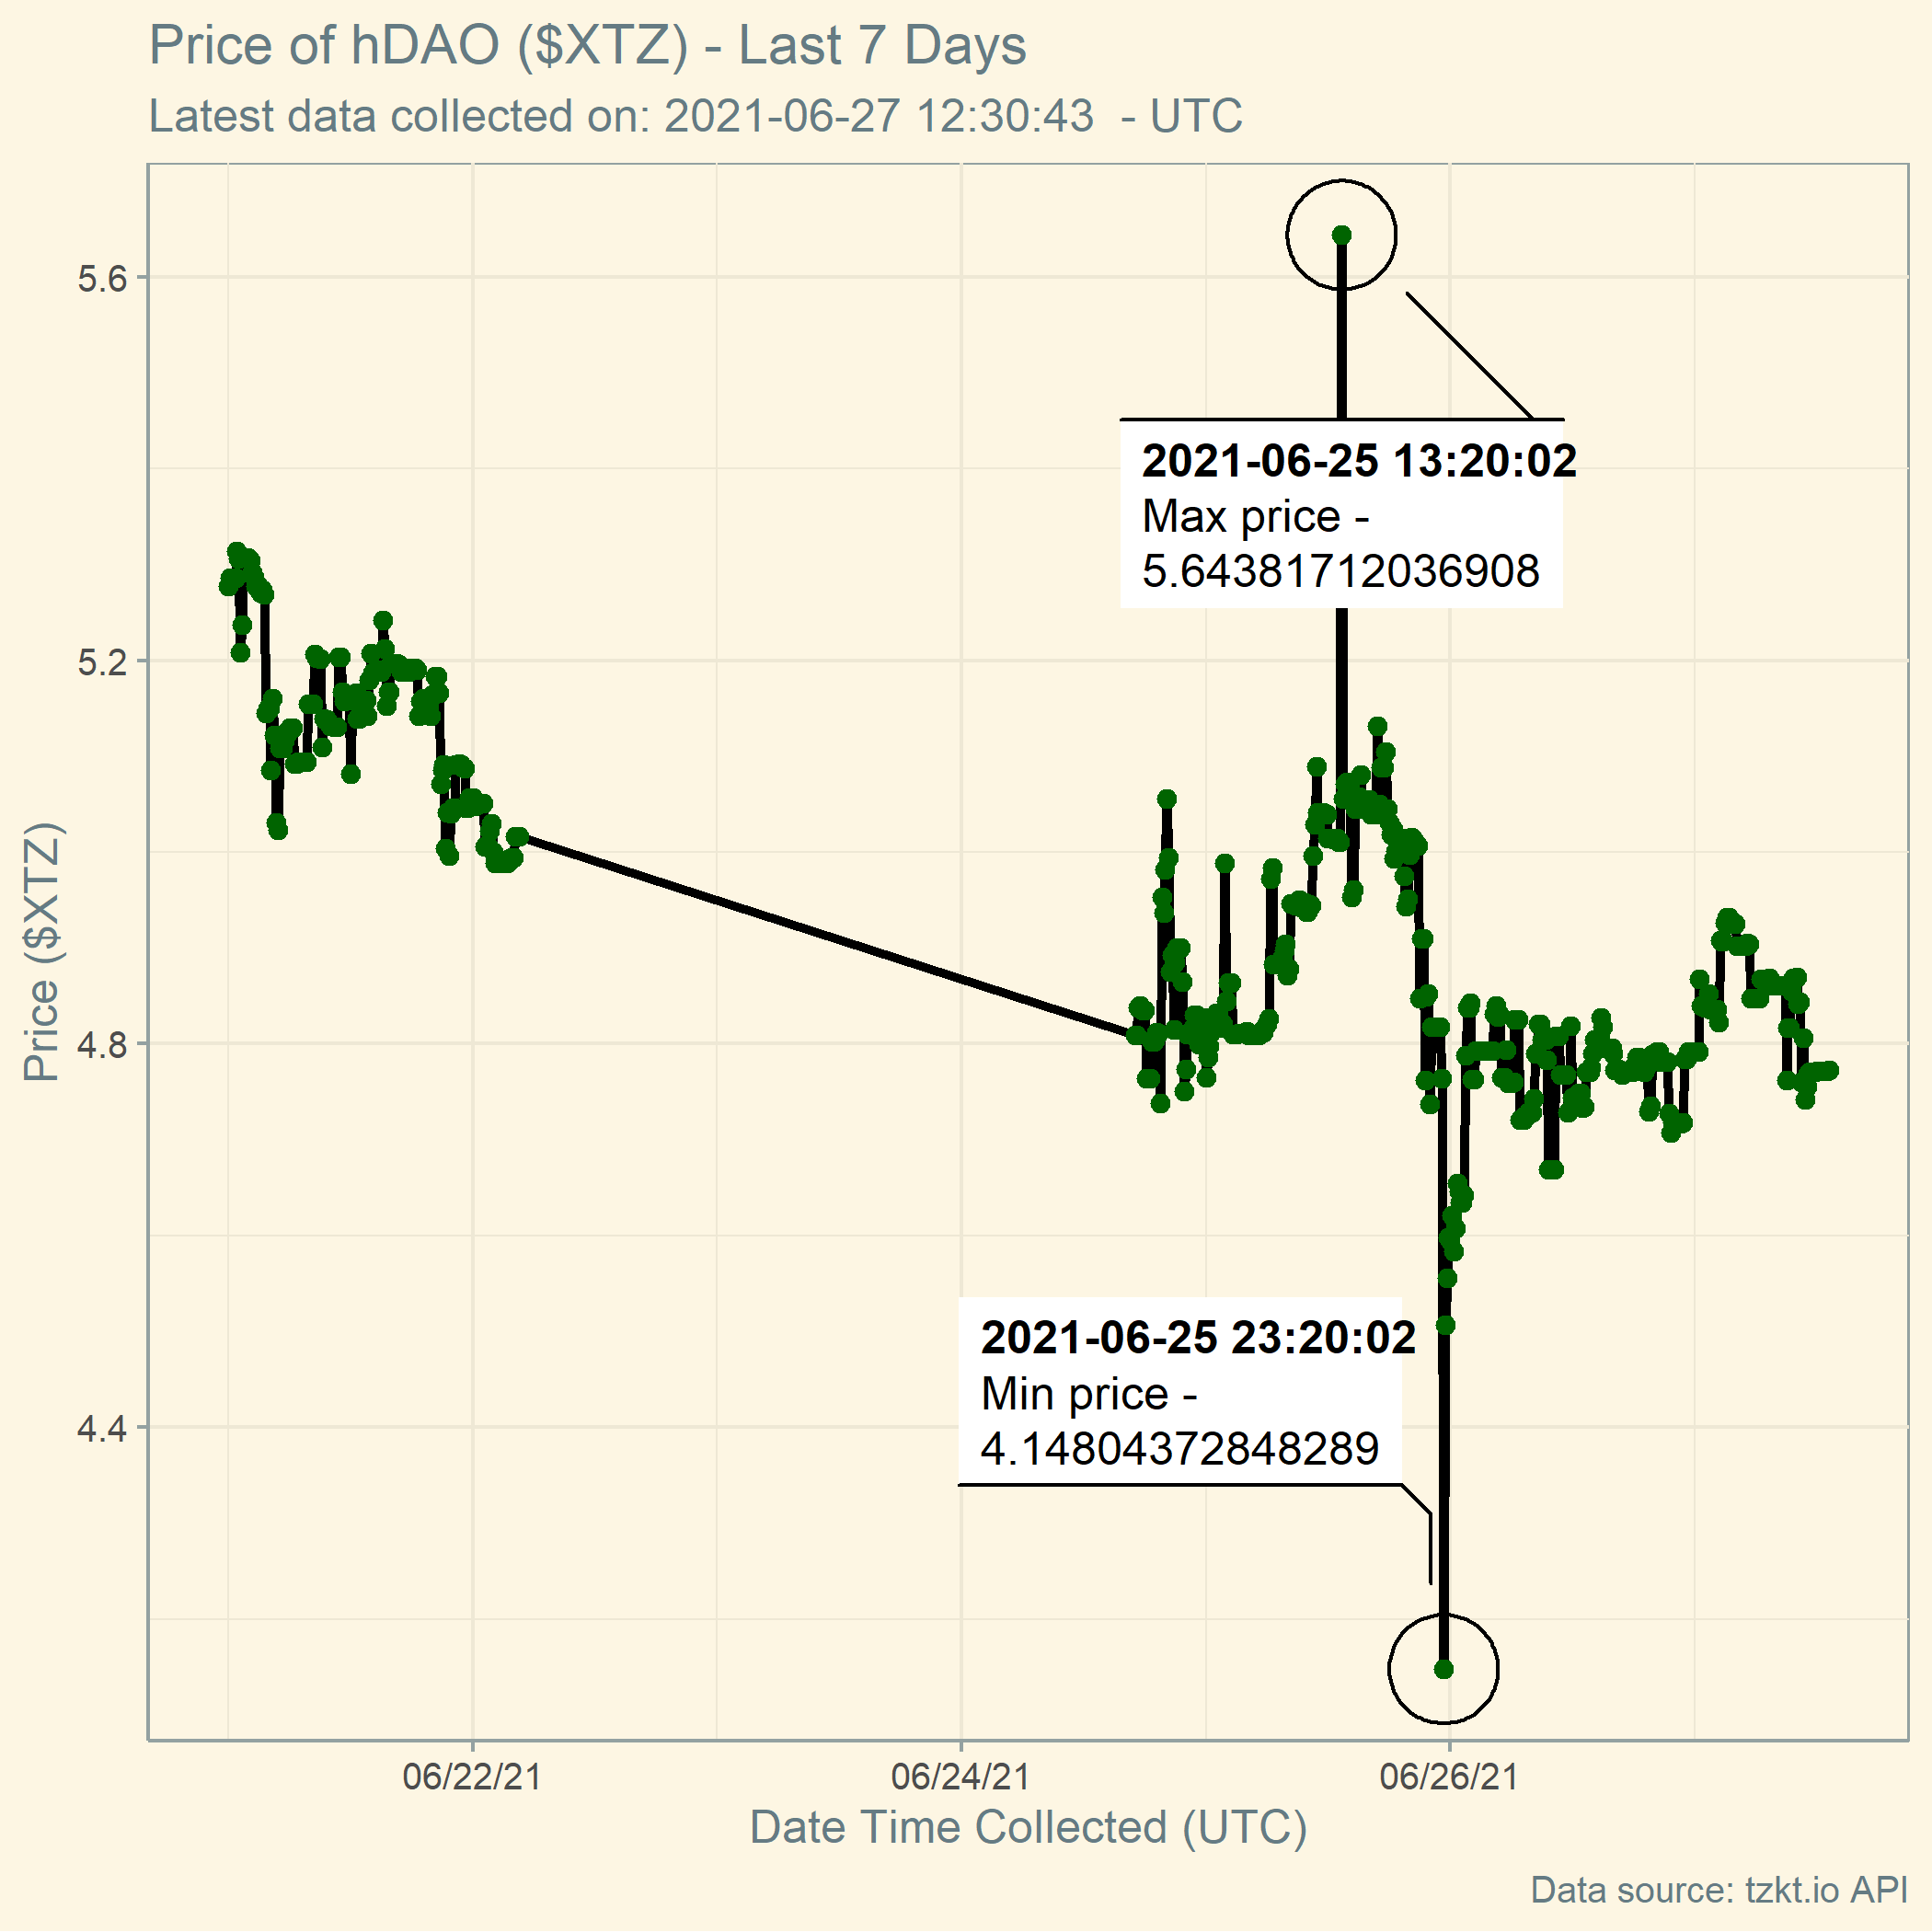 Price of hDAO ($XTZ) - Last 7 Days
Latest data collected on: 2021-06-27 12:30:43  - UTC
5.6
5.2
4.8
4.4
Price ($XTZ)
2021-06-25 13:20:02
Max price -
5.64381712036908
2021-06-25 23:20:02
Min price -
4.14804372848289
06/22/21
06/24/21
06/26/21
Date Time Collected (UTC)
Data source: tzkt.io API